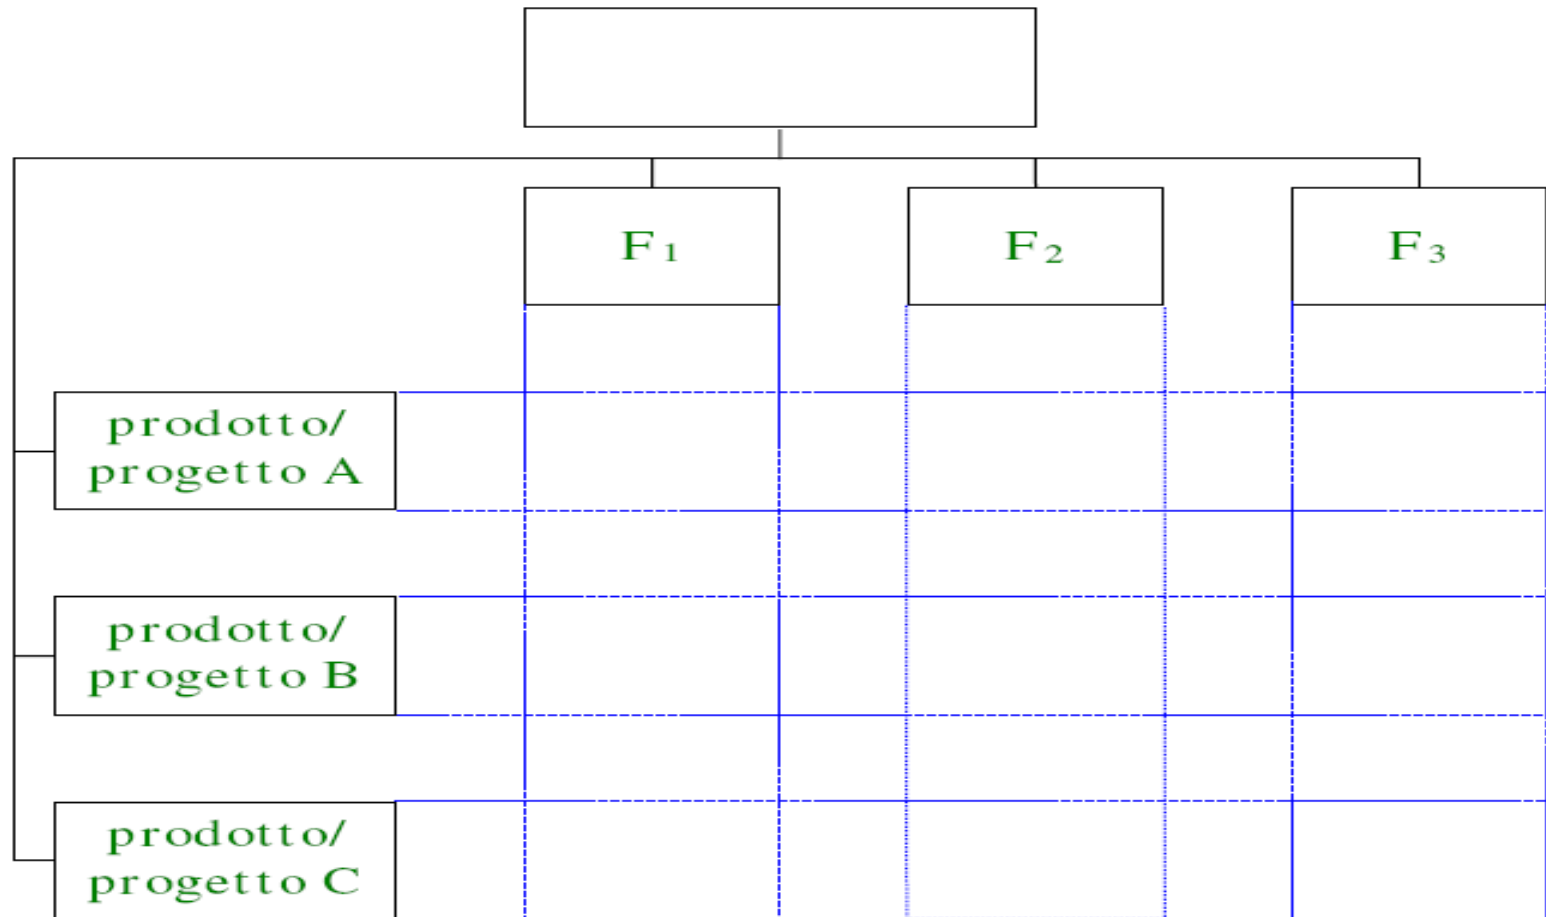 F1
F2
F3
prodotto/
progetto A
prodotto/
progetto B
prodotto/
progetto C